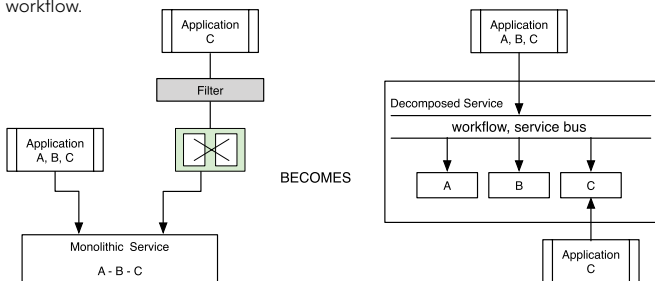 workflow.
Application
C
Filter
Application
A, B, C
Monolithic Service
A - B - C
BECOMES
Application
A, B, C
Decomposed Service
workflow, service bus
A
B
C
Application
C